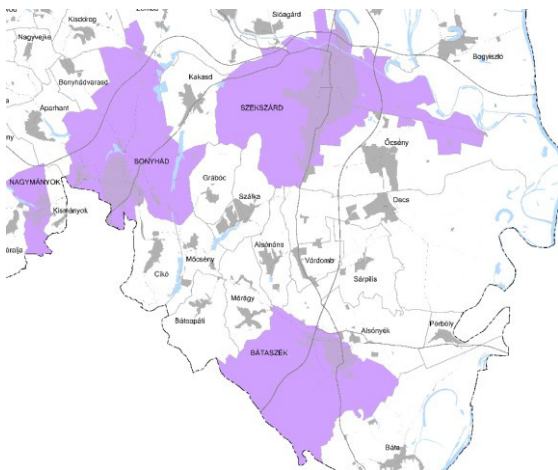 Kisdorog
Sióagárd
Nagyvejke
Bogyiszló
Bonyhádvarasd
Kakasd
Aparhant
SZEKSZÁRD
Őcsény
BONYHÁD
NAGYMÁNYOK
Grábóc
Szálka
Decs
Kismányok
Alsónána
Mőcsény
Várdomb
Cikó
Sárpilis
Mórágy
Bátaapáti
Alsónyék
Pörböly
BÁTASZÉK
Báta